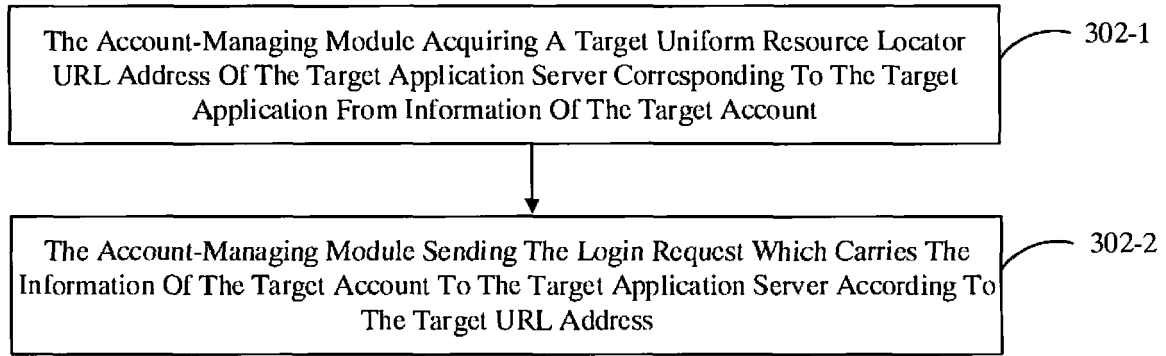 The Account-Managing Module Acquiring A Target Uniform Resource Locator
URL Address Of The Target Application Server Corresponding To The Target
Application From Information Of The Target Account
302-1
The Account-Managing Module Sending The Login Request Which Carries The
Information Of The Target Account To The Target Application Server According To
The Target URL Address
302-2